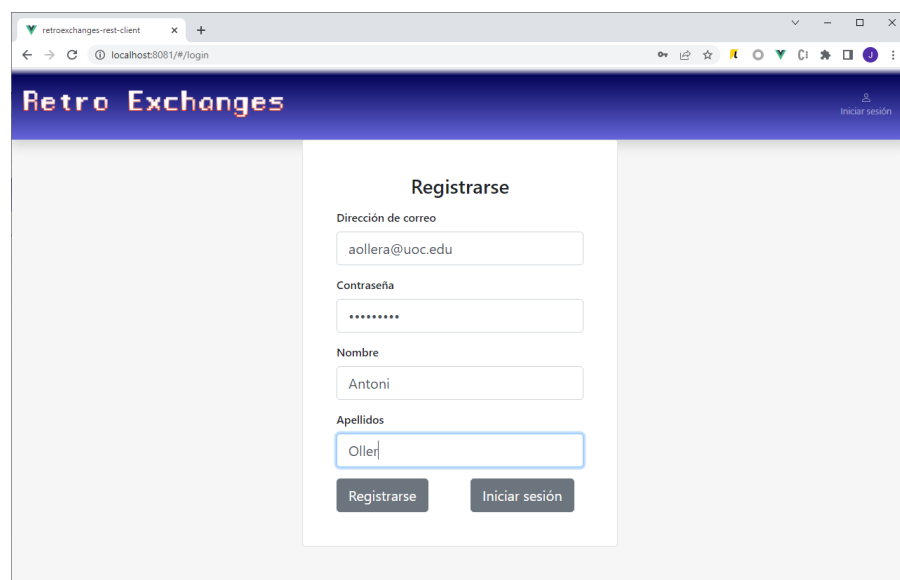 retroexchanges-rest-client
localhost:8081/#/login
Retro Exchanges
Iniciar sesión
Registrarse
Dirección de correo
aollera@uoc.edu
Contraseña
•••••••••
Nombre
Antoni
Apellidos
Oller
Registrarse
Iniciar sesión